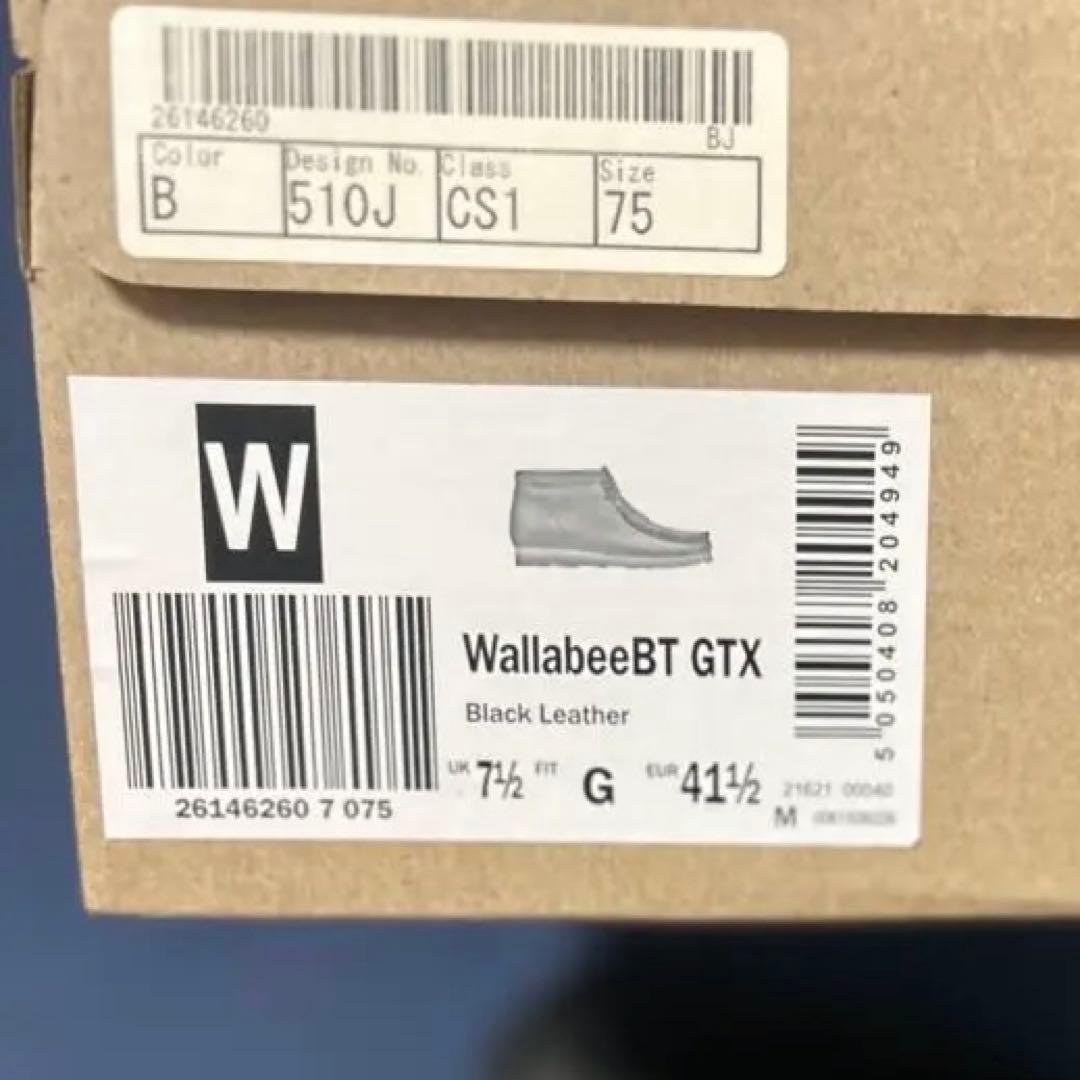 26146260
BJ
Color Design No. Class Size
B 510J CS1 75
W
WallabeeBT GTX
Black Leather
UK 7½ FIT G EUR 41½
26146260 7 075
5 050408 204949
21621 00040
M